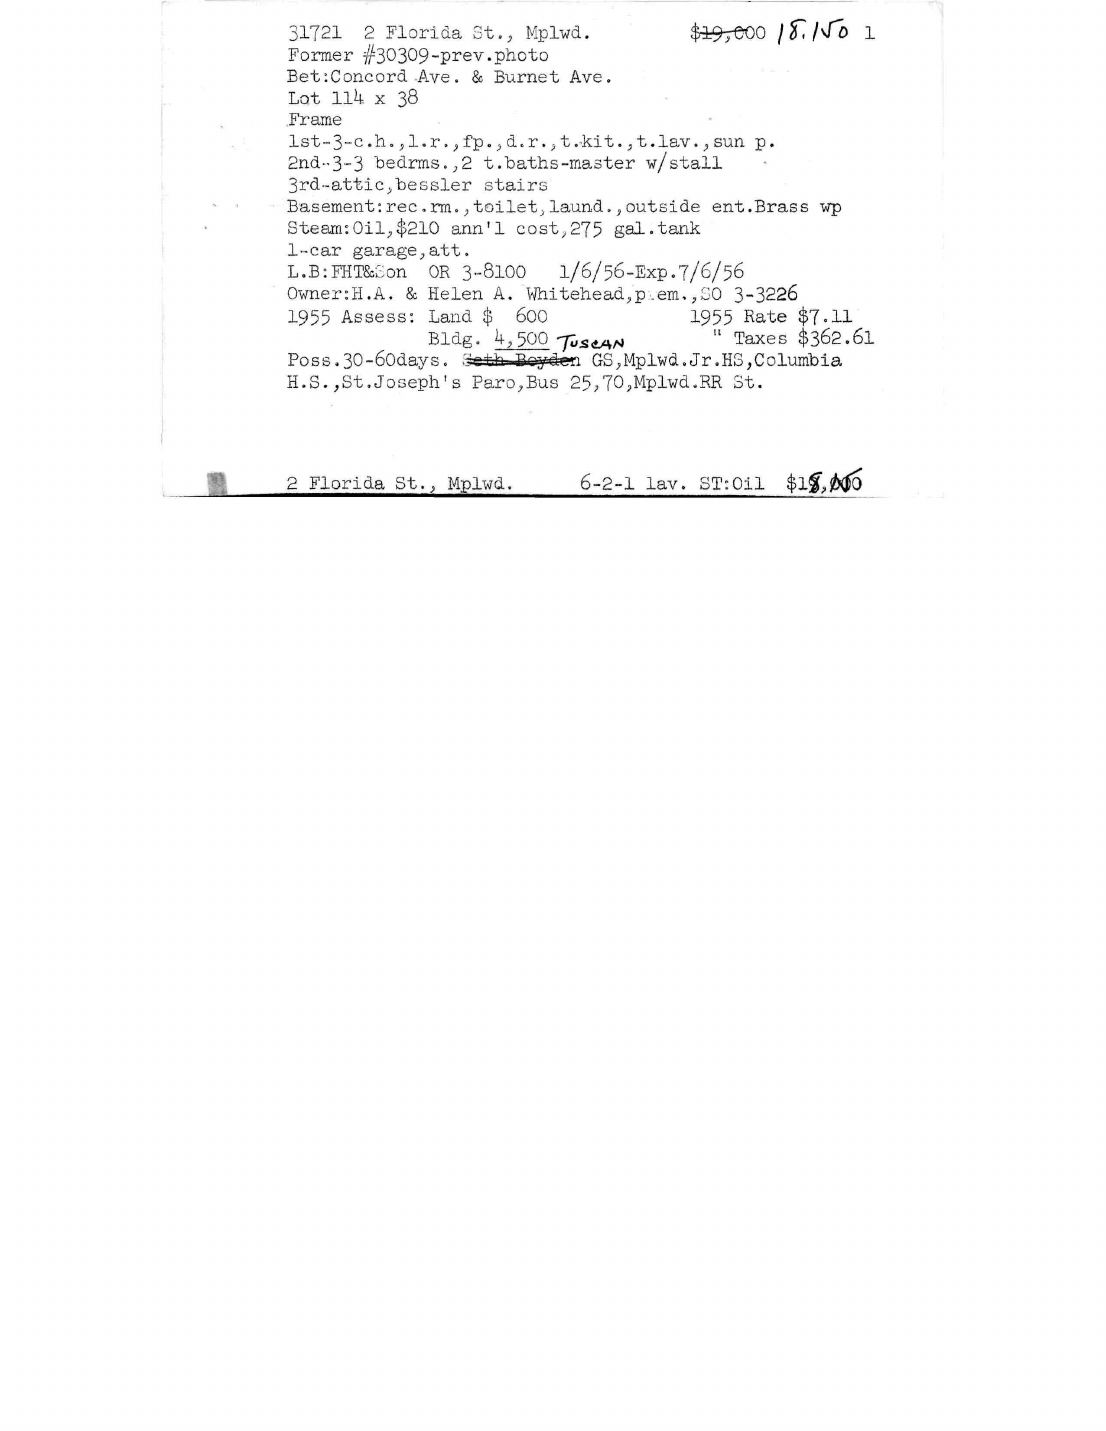 31721 2 Florida St., Mplwd. $19,000 18.150 1
Former #30309-prev.photo
Bet:Concord Ave. & Burnet Ave.
Lot 114 x 38
Frame
1st-3-c.h.,l.r.,fp.,d.r.,t.kit.,t.lav.,sun p.
2nd-3-3 bedrms.,2 t.baths-master w/stall
3rd-attic,bessler stairs
Basement:rec.rm.,toilet,laund.,outside ent.Brass wp
Steam:Oil,$210 ann'l cost,275 gal.tank
1-car garage,att.
L.B:FHT&Son OR 3-8100 1/6/56-Exp.7/6/56
Owner:H.A. & Helen A. Whitehead,prem.,SO 3-3226
1955 Assess: Land $ 600 1955 Rate $7.11
Bldg. 4,500 TUSCAN " Taxes $362.61
Poss.30-60days. Seth Boyden GS,Mplwd.Jr.HS,Columbia
H.S.,St.Joseph's Paro,Bus 25,70,Mplwd.RR St.
2 Florida St., Mplwd. 6-2-1 lav. ST:Oil